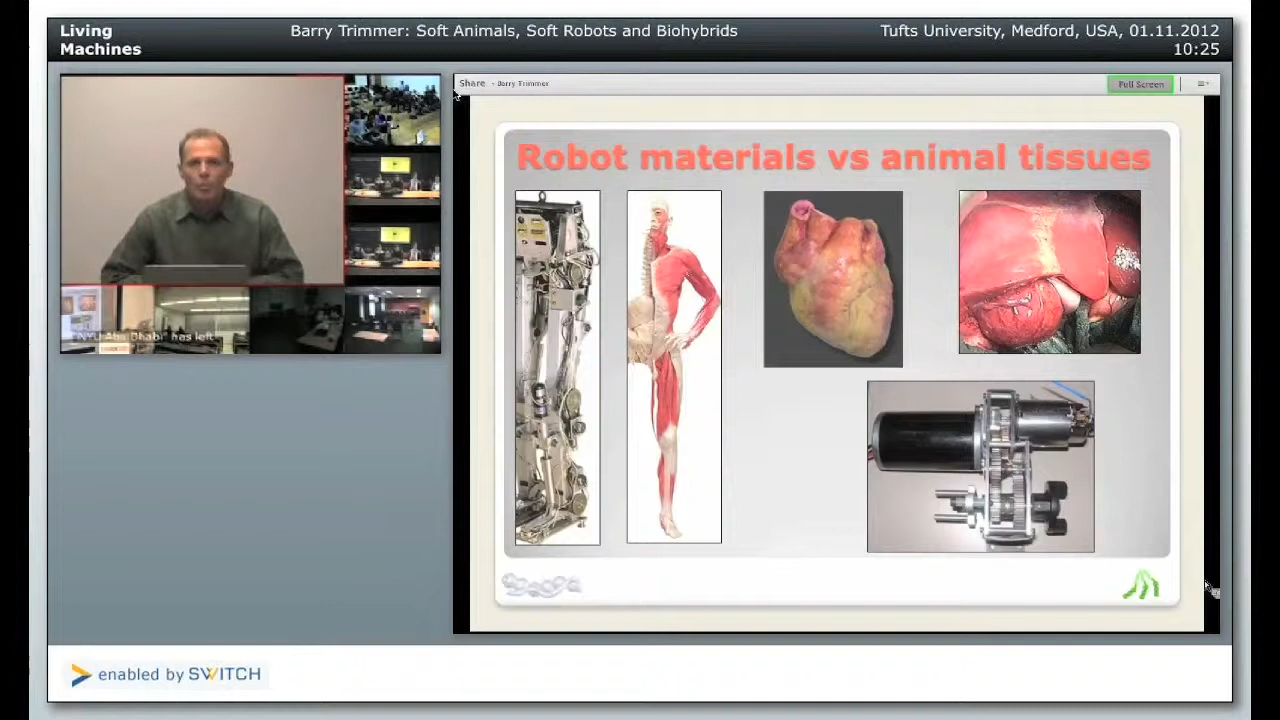 Living
Machines
Barry Trimmer: Soft Animals, Soft Robots and Biohybrids
Tufts University, Medford, USA, 01.11.2012
10:25
Share - Barry Trimmer
Full Screen
Robot materials vs animal tissues
"NYU Abu Dhabi" has left
enabled by SWITCH